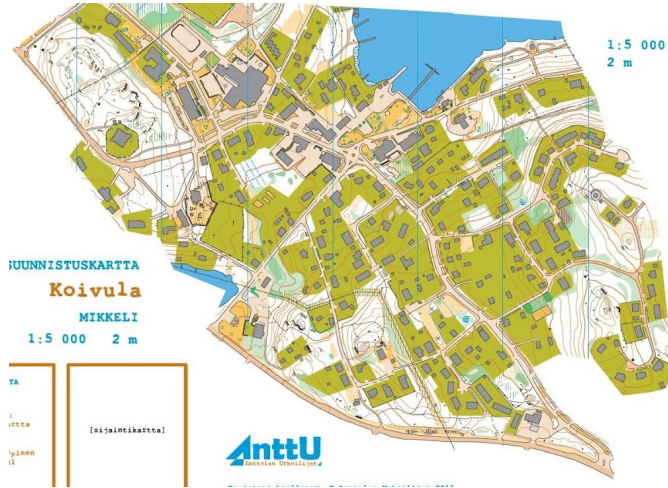 1:5 000
2 m
SUUNNISTUSKARTTA
Koivula
MIKKELI
1:5 000 2 m
[sijaintikartta]
AnttU
Anttolan Urheilijat